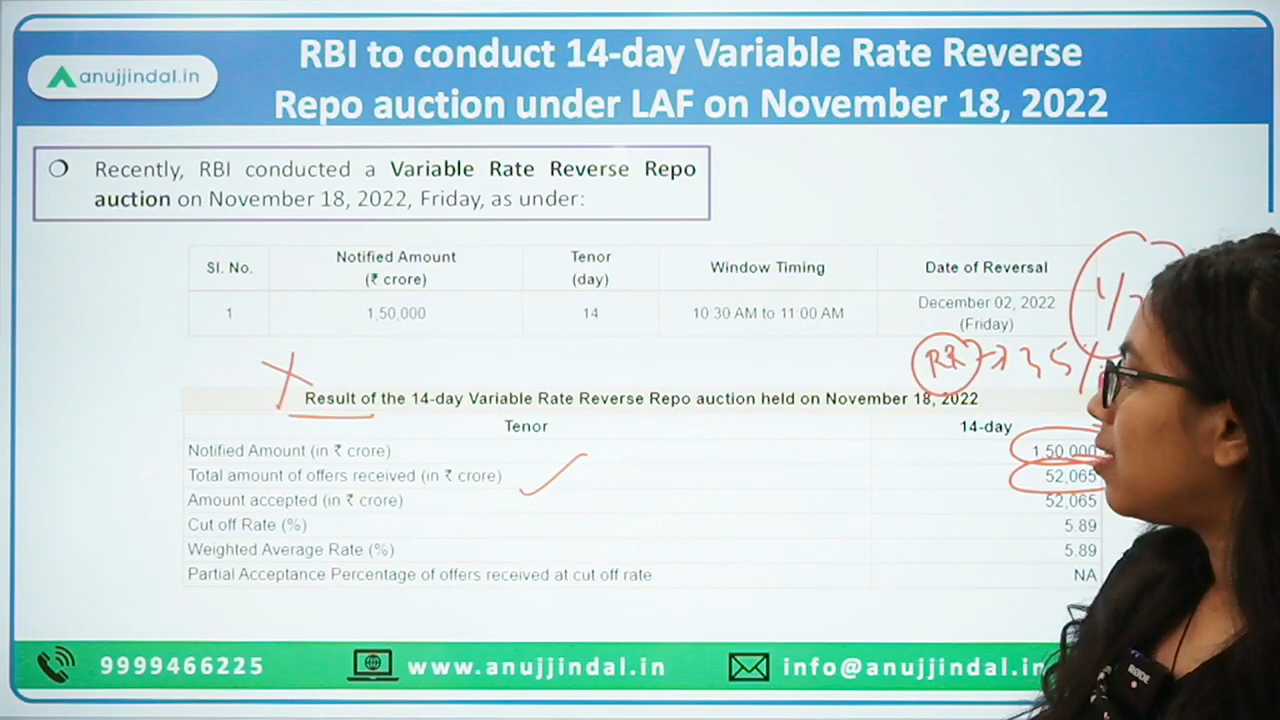 RBI to conduct 14-day Variable Rate Reverse
anujjindal.in
Repo auction under LAF on November 18, 2022
Recently, RBI conducted a Variable Rate Reverse Repo
auction on November 18, 2022, Friday, as under:
Sl. No.
Notified Amount
(₹ crore)
Tenor
(day)
Window Timing
Date of Reversal
1
1,50,000
14
10 30 AM to 11 00 AM
December 02, 2022
(Friday)
RR
Result of the 14-day Variable Rate Reverse Repo auction held on November 18, 2022
Tenor 14-day
Notified Amount (in ₹ crore) 1,50,000
Total amount of offers received (in ₹ crore) 52,065
Amount accepted (in ₹ crore) 52,065
Cut off Rate (%) 5.89
Weighted Average Rate (%) 5.89
Partial Acceptance Percentage of offers received at cut off rate NA
9999466225 www.anujjindal.in
RODE